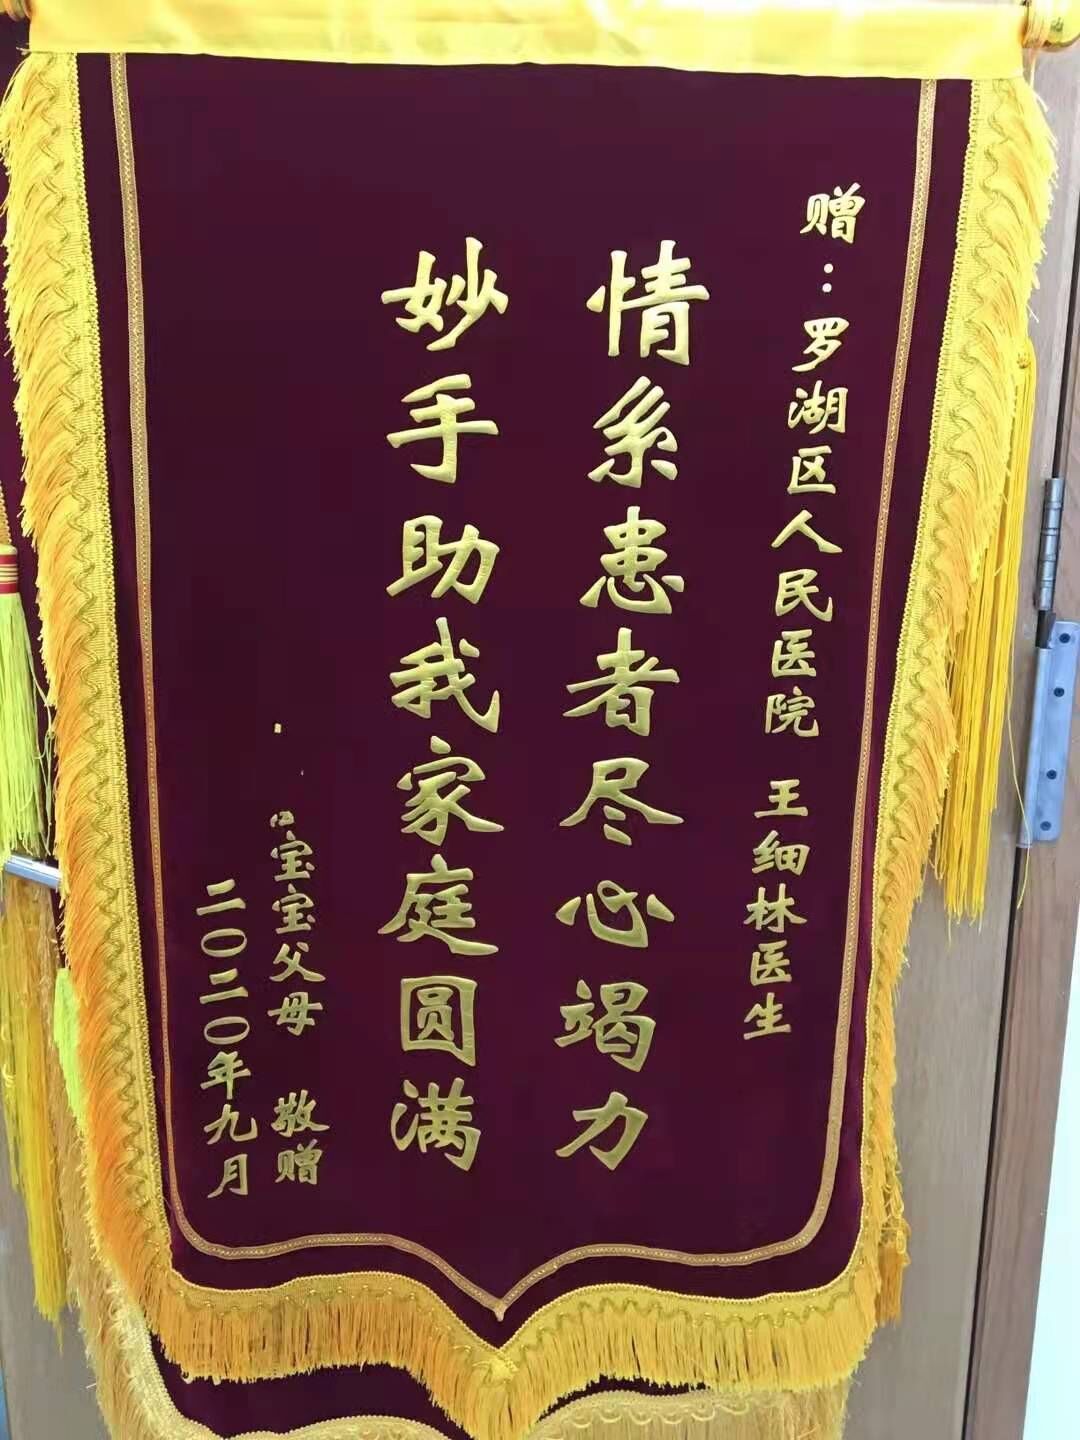 赠：罗湖区人民医院 王细林医生
情系患者尽心竭力
妙手助我家庭圆满
宝宝父母 敬赠
二〇二〇年九月